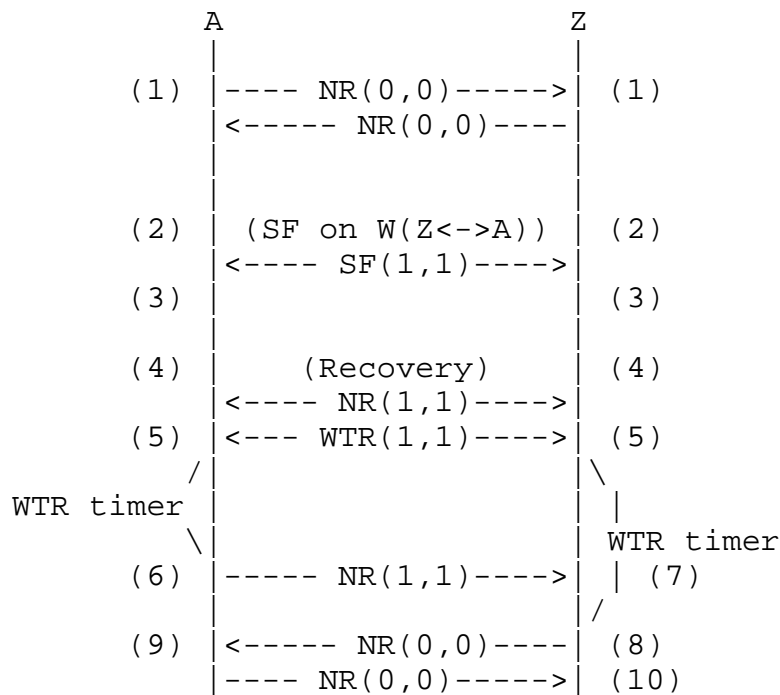 A Z
(1) |---- NR(0,0)----->| (1)
|<----- NR(0,0)----|
(2) | (SF on W(Z<->A)) | (2)
|<---- SF(1,1)---->|
(3) | | (3)
(4) | (Recovery) | (4)
|<---- NR(1,1)---->|
(5) |<--- WTR(1,1)---->| (5)
/| |\
WTR timer | | |
\| | WTR timer
(6) |----- NR(1,1)---->| | (7)
| | /
(9) |<----- NR(0,0)----| (8)
|---- NR(0,0)----->| (10)